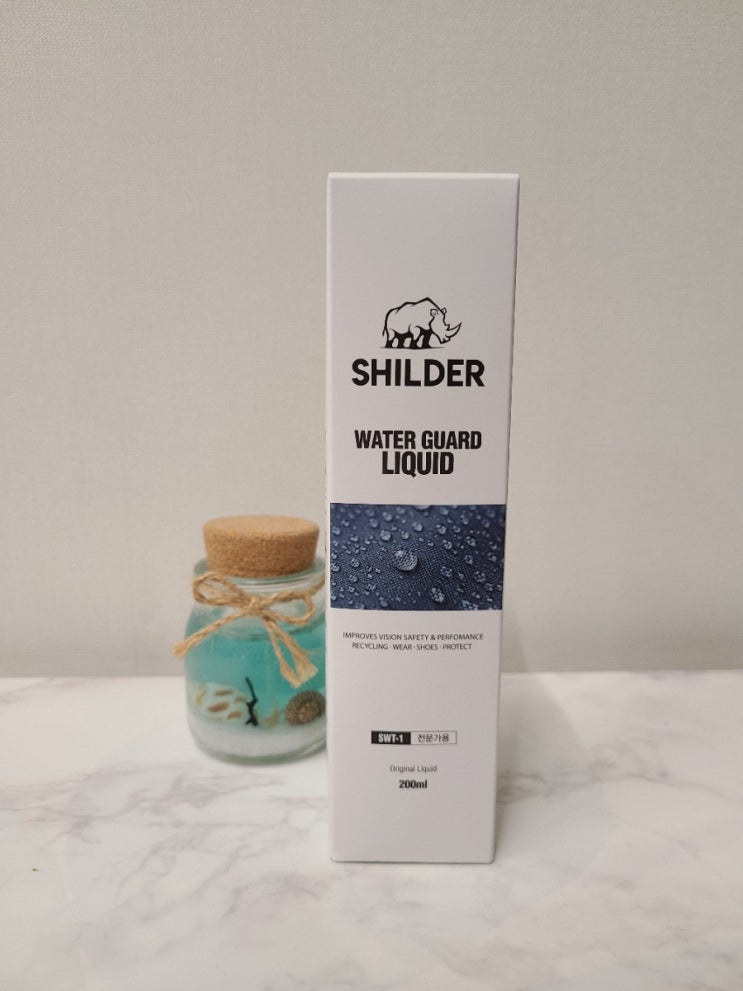 SHILDER
WATER GUARD
LIQUID
IMPROVES VISION SAFETY & PERFOMANCE
RECYCLING · WEAR · SHOES · PROTECT
SWT-1 전문가용
Original Liquid
200ml